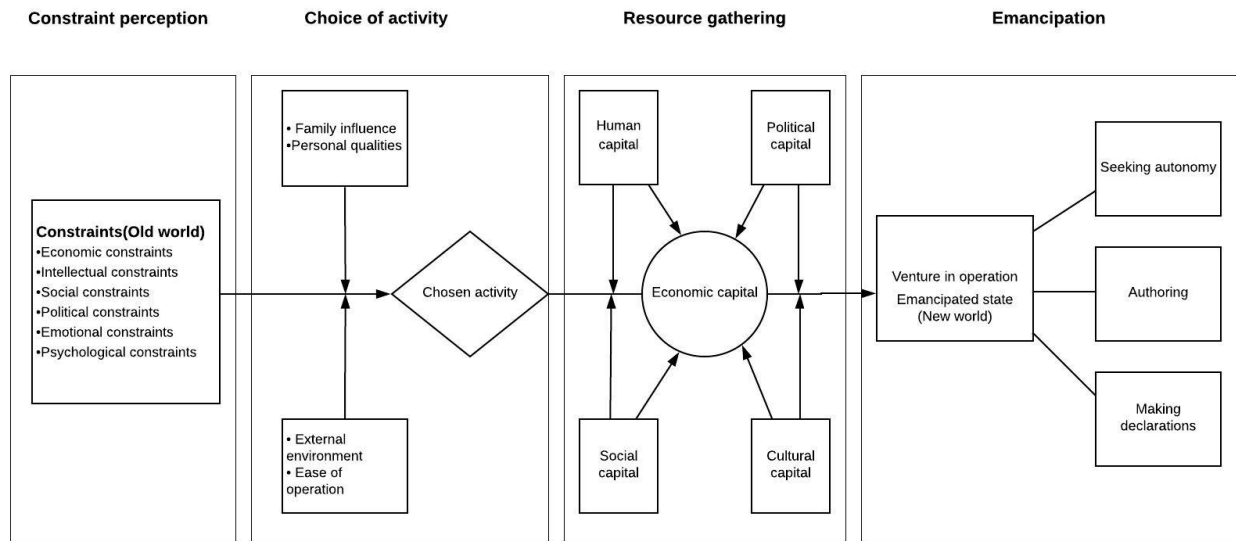 Constraint perception
Choice of activity
Resource gathering
Emancipation
Constraints(Old world)
•Economic constraints
•Intellectual constraints
•Social constraints
•Political constraints
•Emotional constraints
•Psychological constraints
• Family influence
•Personal qualities
Chosen activity
• External
environment
• Ease of
operation
Human
capital
Political
capital
Economic capital
Social
capital
Cultural
capital
Venture in operation
Emancipated state
(New world)
Seeking autonomy
Authoring
Making
declarations